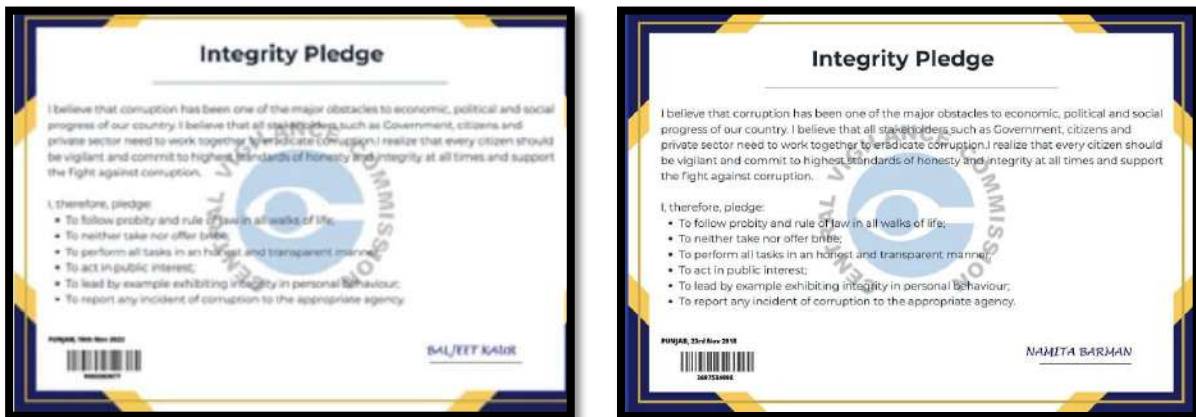 Integrity Pledge
I believe that corruption has been one of the major obstacles to economic, political and social
progress of our country. I believe that all stakeholders such as Government, citizens and
private sector need to work together to eradicate corruption.I realize that every citizen should
be vigilant and commit to highest standards of honesty and integrity at all times and support
the fight against corruption.
I, therefore, pledge:
• To follow probity and rule of law in all walks of life;
• To neither take nor offer bribe;
• To perform all tasks in an honest and transparent manner;
• To act in public interest;
• To lead by example exhibiting integrity in personal behaviour;
• To report any incident of corruption to the appropriate agency.
CENTRAL VIGILANCE COMMISSION
PUNJAB,
BALJEET KAUR
Integrity Pledge
I believe that corruption has been one of the major obstacles to economic, political and social
progress of our country. I believe that all stakeholders such as Government, citizens and
private sector need to work together to eradicate corruption.I realize that every citizen should
be vigilant and commit to highest standards of honesty and integrity at all times and support
the fight against corruption.
I, therefore, pledge:
• To follow probity and rule of law in all walks of life;
• To neither take nor offer bribe;
• To perform all tasks in an honest and transparent manner;
• To act in public interest;
• To lead by example exhibiting integrity in personal behaviour;
• To report any incident of corruption to the appropriate agency.
CENTRAL VIGILANCE COMMISSION
PUNJAB, 23rd Nov 2018
NAMITA BARMAN